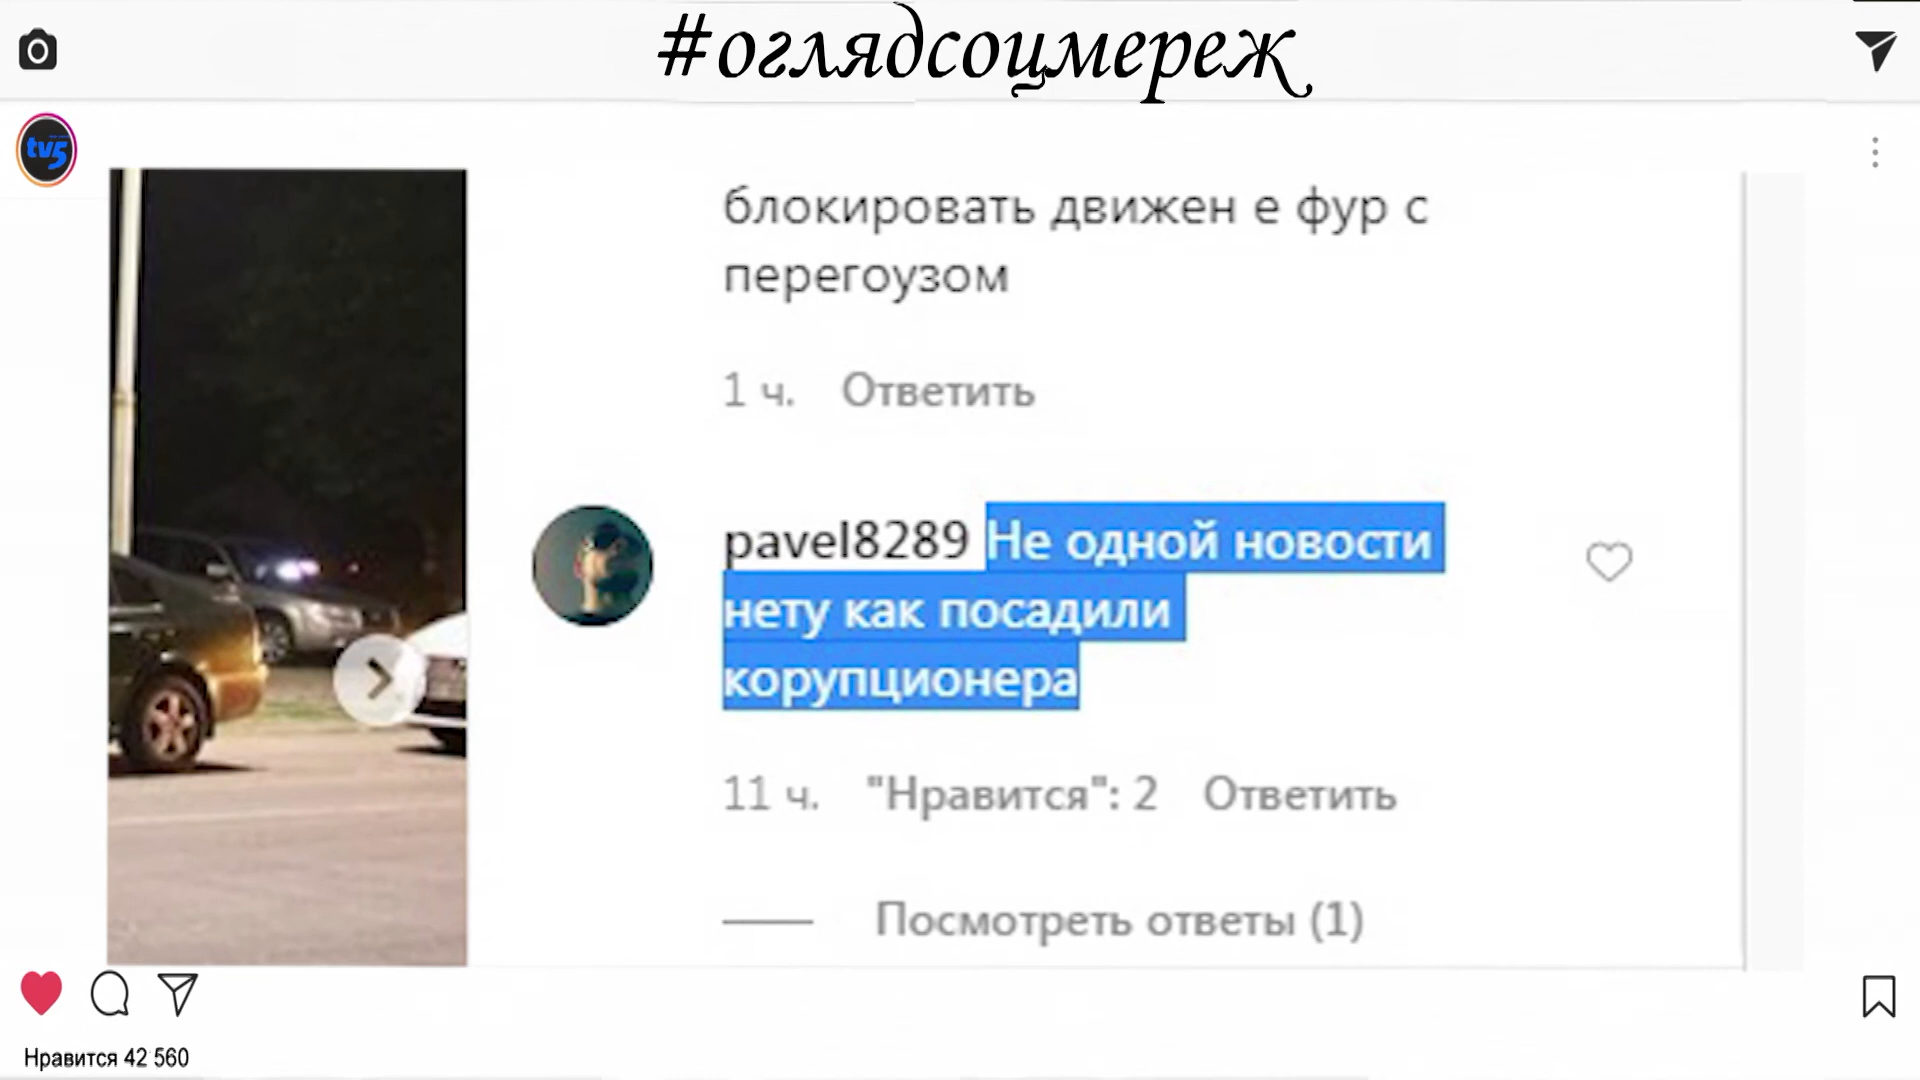 #оглядсоцмереж
tv5
блокировать движен е фур с
перегоузом
1 ч. Ответить
pavel8289 Не одной новости
нету как посадили
корупционера
11 ч. "Нравится": 2 Ответить
Посмотреть ответы (1)
Нравится 42 560